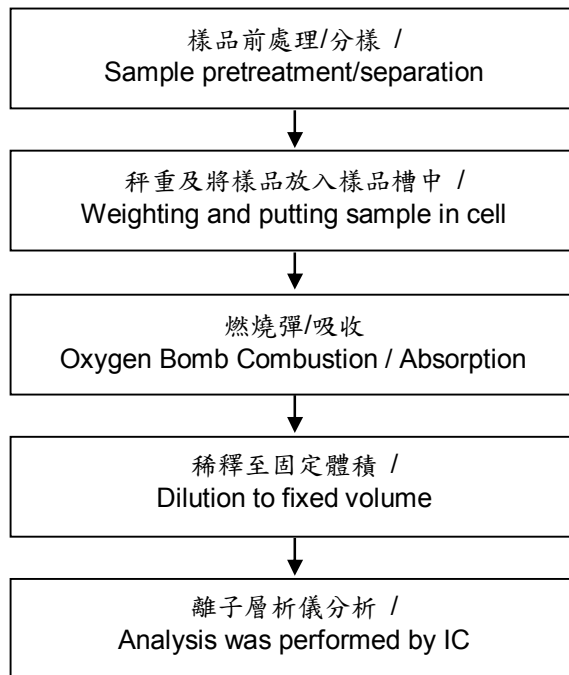 樣品前處理/分樣 /
Sample pretreatment/separation
秤重及將樣品放入樣品槽中 /
Weighting and putting sample in cell
燃燒彈/吸收
Oxygen Bomb Combustion / Absorption
稀釋至固定體積 /
Dilution to fixed volume
離子層析儀分析 /
Analysis was performed by IC